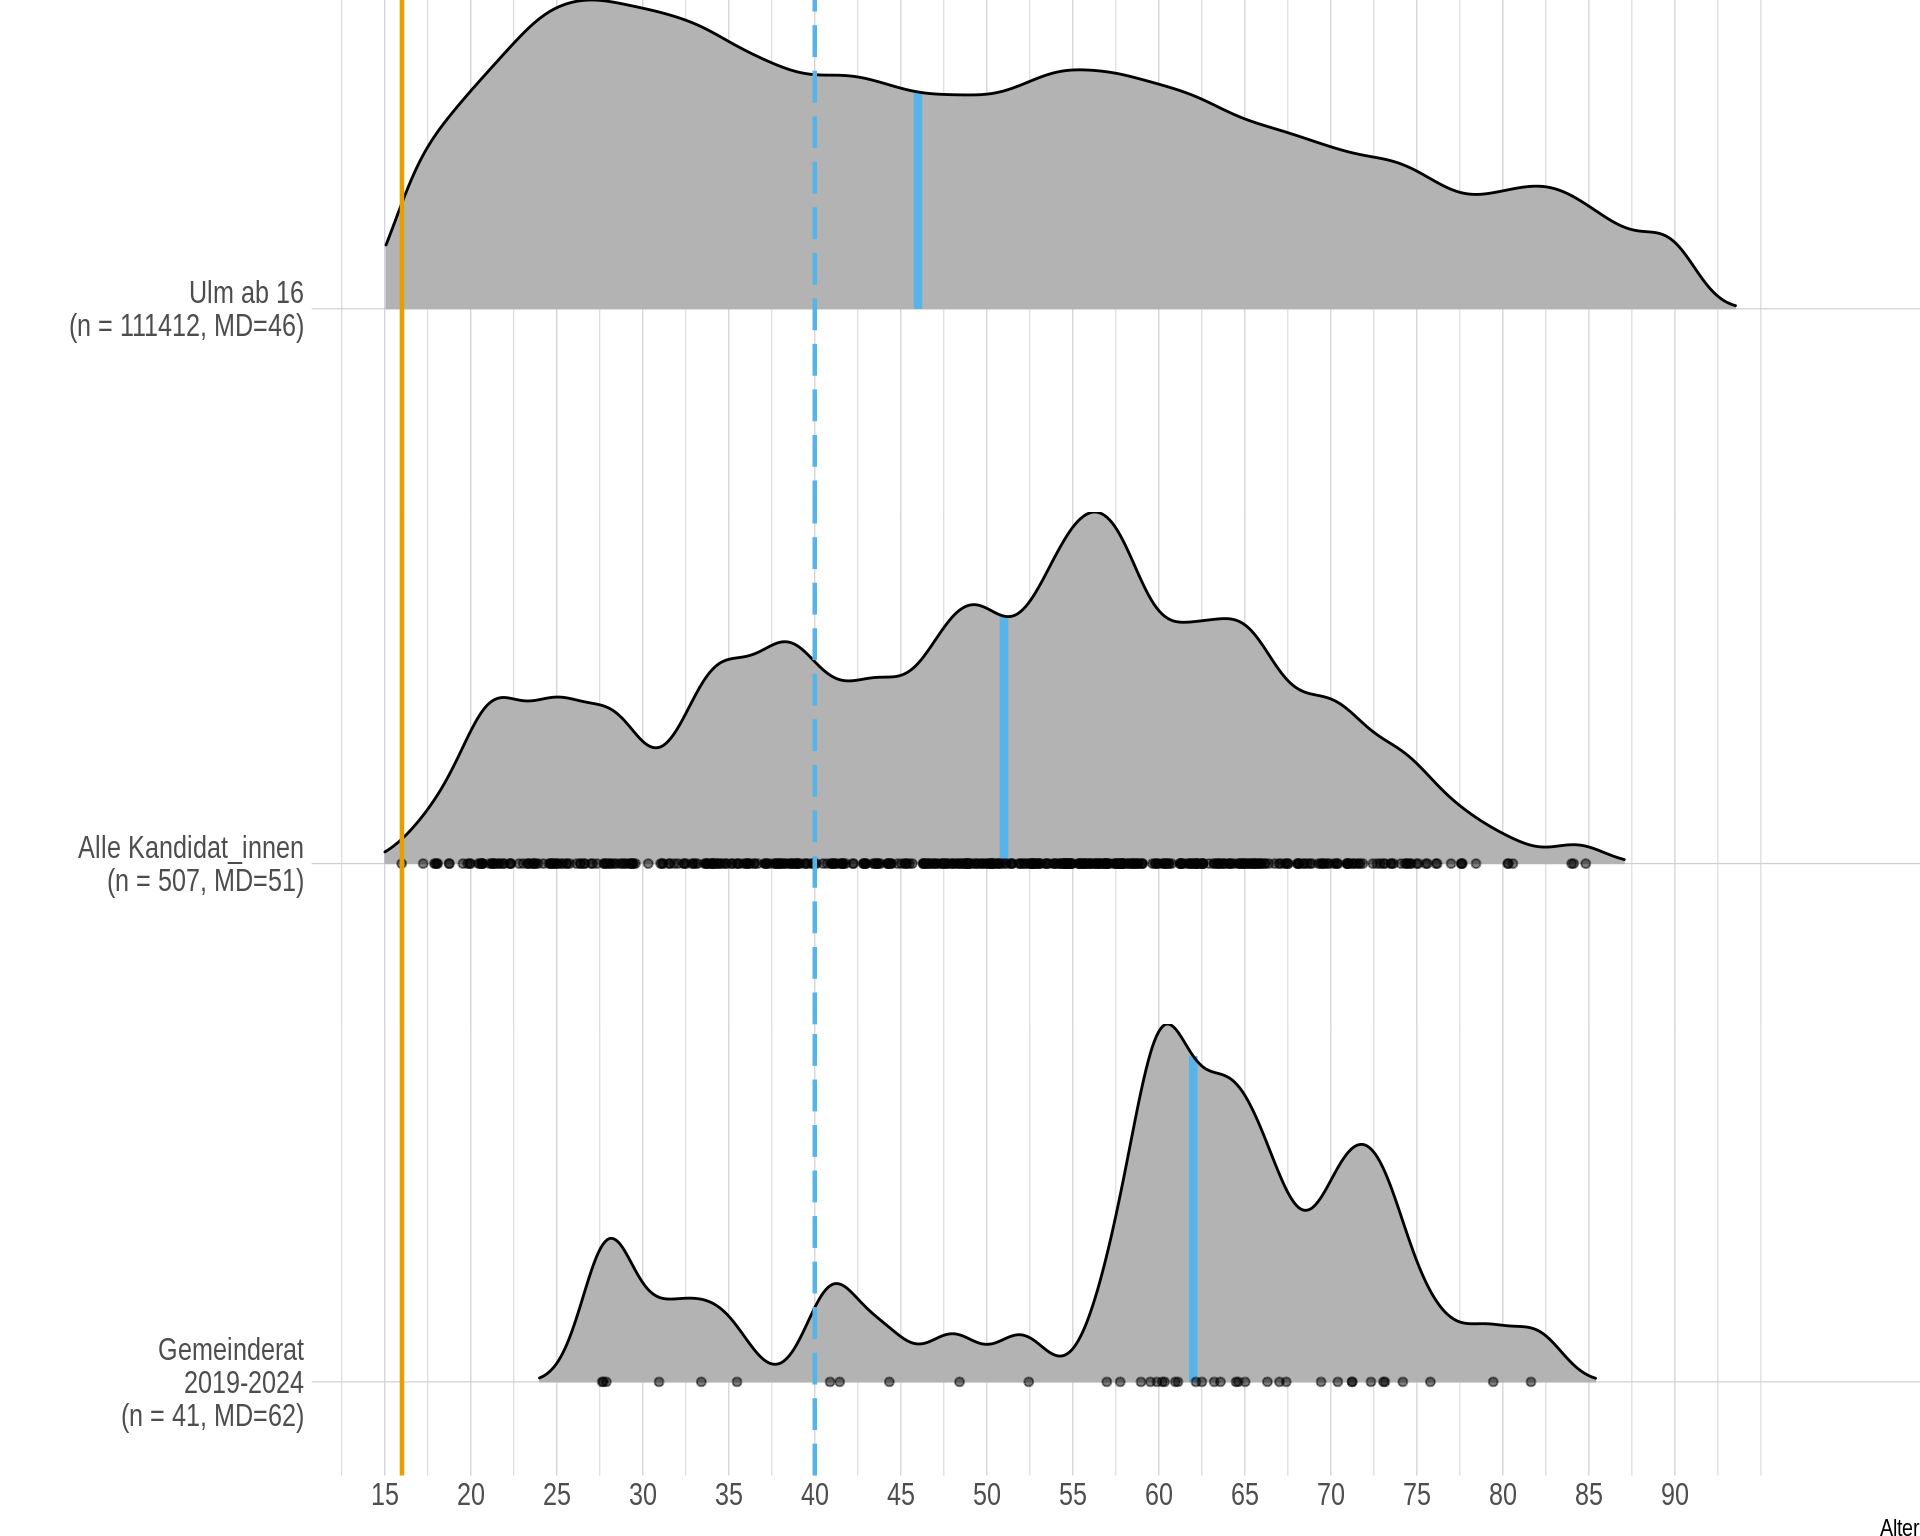 Ulm ab 16
(n = 111412, MD=46)
Alle Kandidat_innen
(n = 507, MD=51)
Gemeinderat
2019-2024
(n = 41, MD=62)
15 20 25 30 35 40 45 50 55 60 65 70 75 80 85 90
Alter